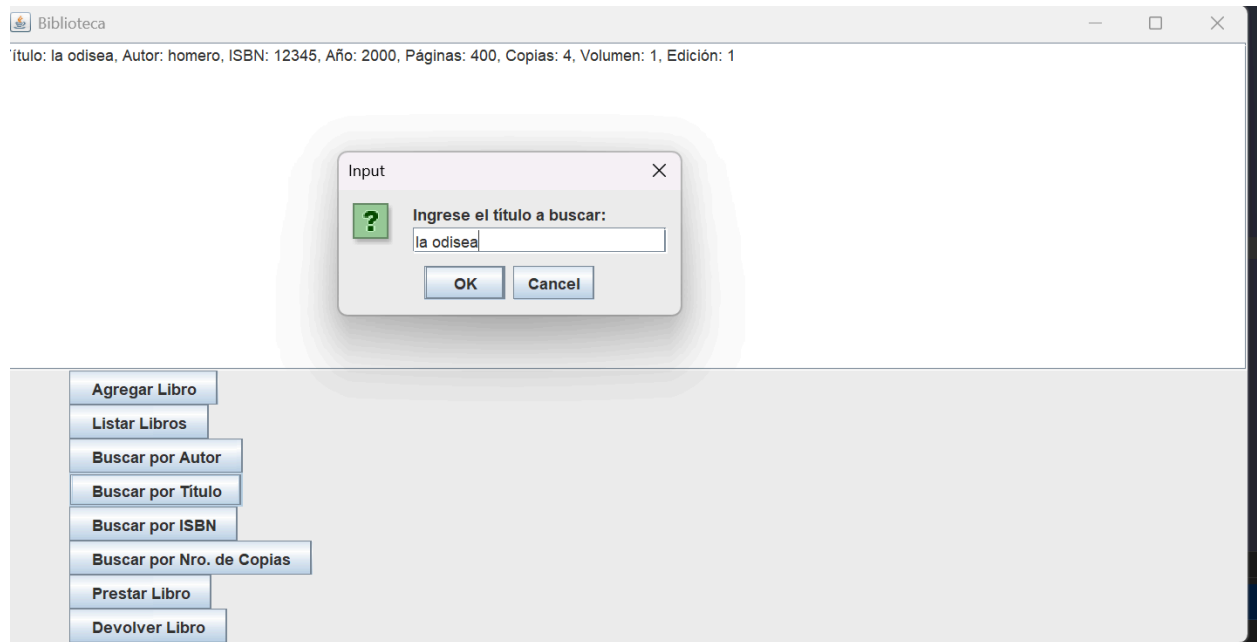 Biblioteca
ítulo: la odisea, Autor: homero, ISBN: 12345, Año: 2000, Páginas: 400, Copias: 4, Volumen: 1, Edición: 1
Input
?
Ingrese el título a buscar:
la odisea
OK Cancel
Agregar Libro
Listar Libros
Buscar por Autor
Buscar por Título
Buscar por ISBN
Buscar por Nro. de Copias
Prestar Libro
Devolver Libro